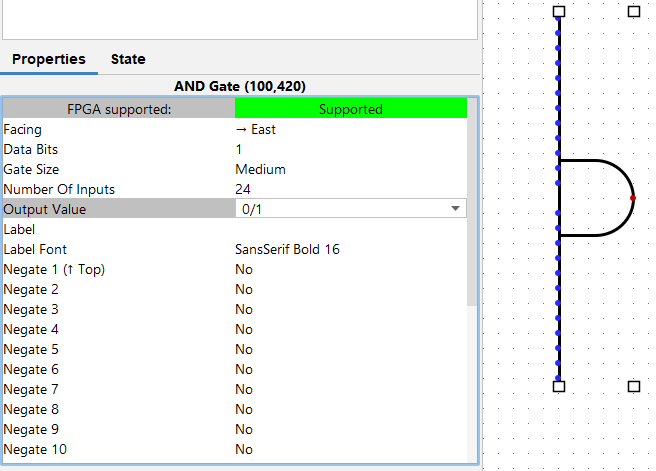 Properties State
AND Gate (100,420)
FPGA supported: Supported
Facing → East
Data Bits 1
Gate Size Medium
Number Of Inputs 24
Output Value 0/1
Label
Label Font SansSerif Bold 16
Negate 1 (↑ Top) No
Negate 2 No
Negate 3 No
Negate 4 No
Negate 5 No
Negate 6 No
Negate 7 No
Negate 8 No
Negate 9 No
Negate 10 No